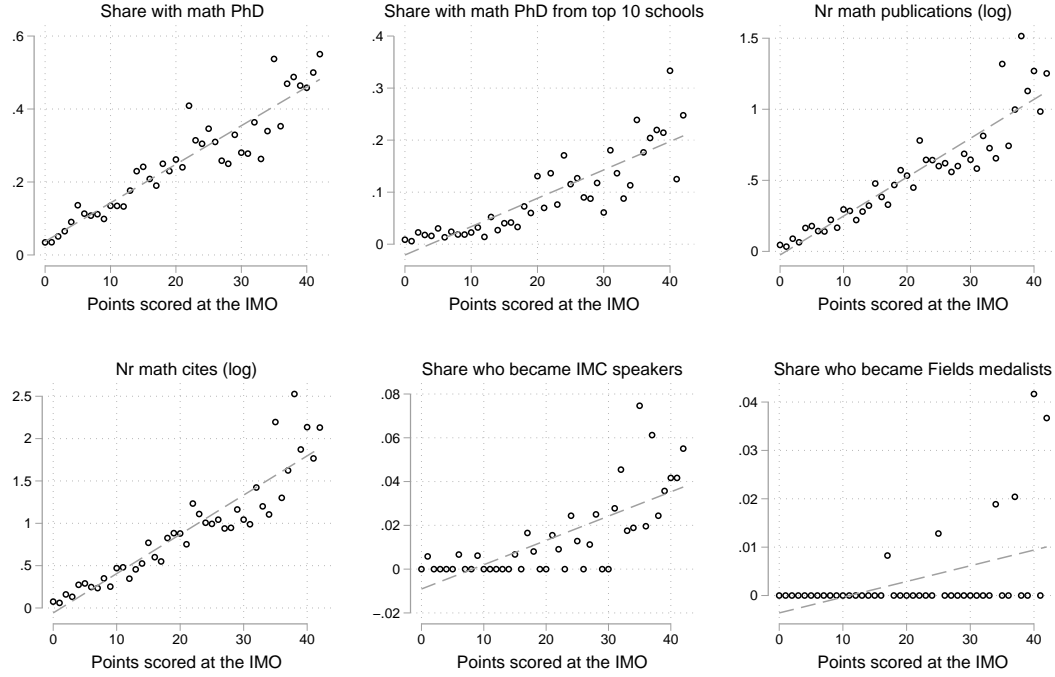 Share with math PhD
.6
.4
.2
0
0 10 20 30 40
Points scored at the IMO
Share with math PhD from top 10 schools
.4
.3
.2
.1
0
0 10 20 30 40
Points scored at the IMO
Nr math publications (log)
1.5
1
.5
0
0 10 20 30 40
Points scored at the IMO
Nr math cites (log)
2.5
2
1.5
1
.5
0
0 10 20 30 40
Points scored at the IMO
Share who became IMC speakers
.08
.06
.04
.02
0
−.02
0 10 20 30 40
Points scored at the IMO
Share who became Fields medalists
.04
.03
.02
.01
0
0 10 20 30 40
Points scored at the IMO